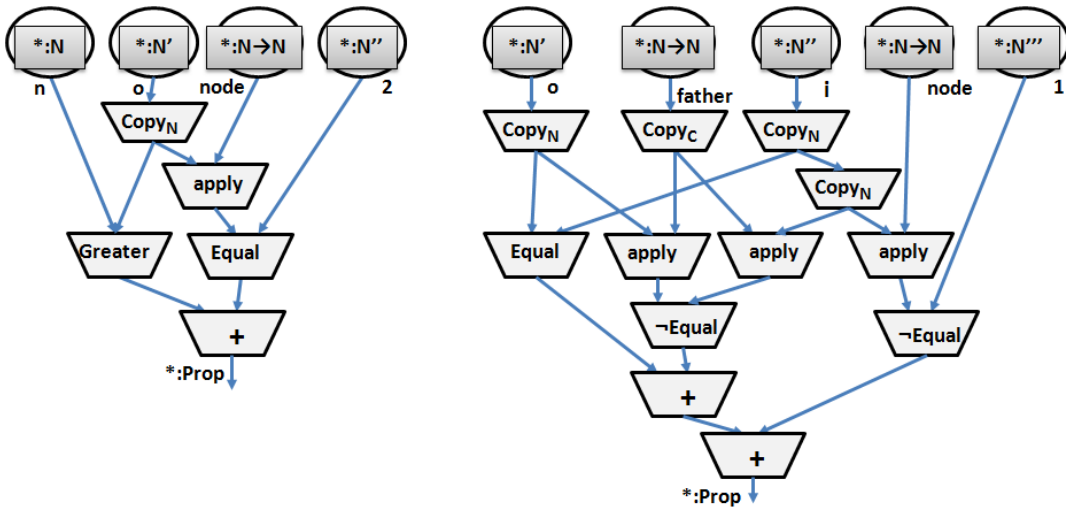 *:N *:N' *:N→N *:N''
n o node 2
Copy_N
apply
Greater Equal
+
*:Prop
*:N' *:N→N *:N'' *:N→N *:N'''
o father i node 1
Copy_N Copy_C Copy_N
Copy_N
Equal apply apply apply
¬Equal ¬Equal
+
+
*:Prop